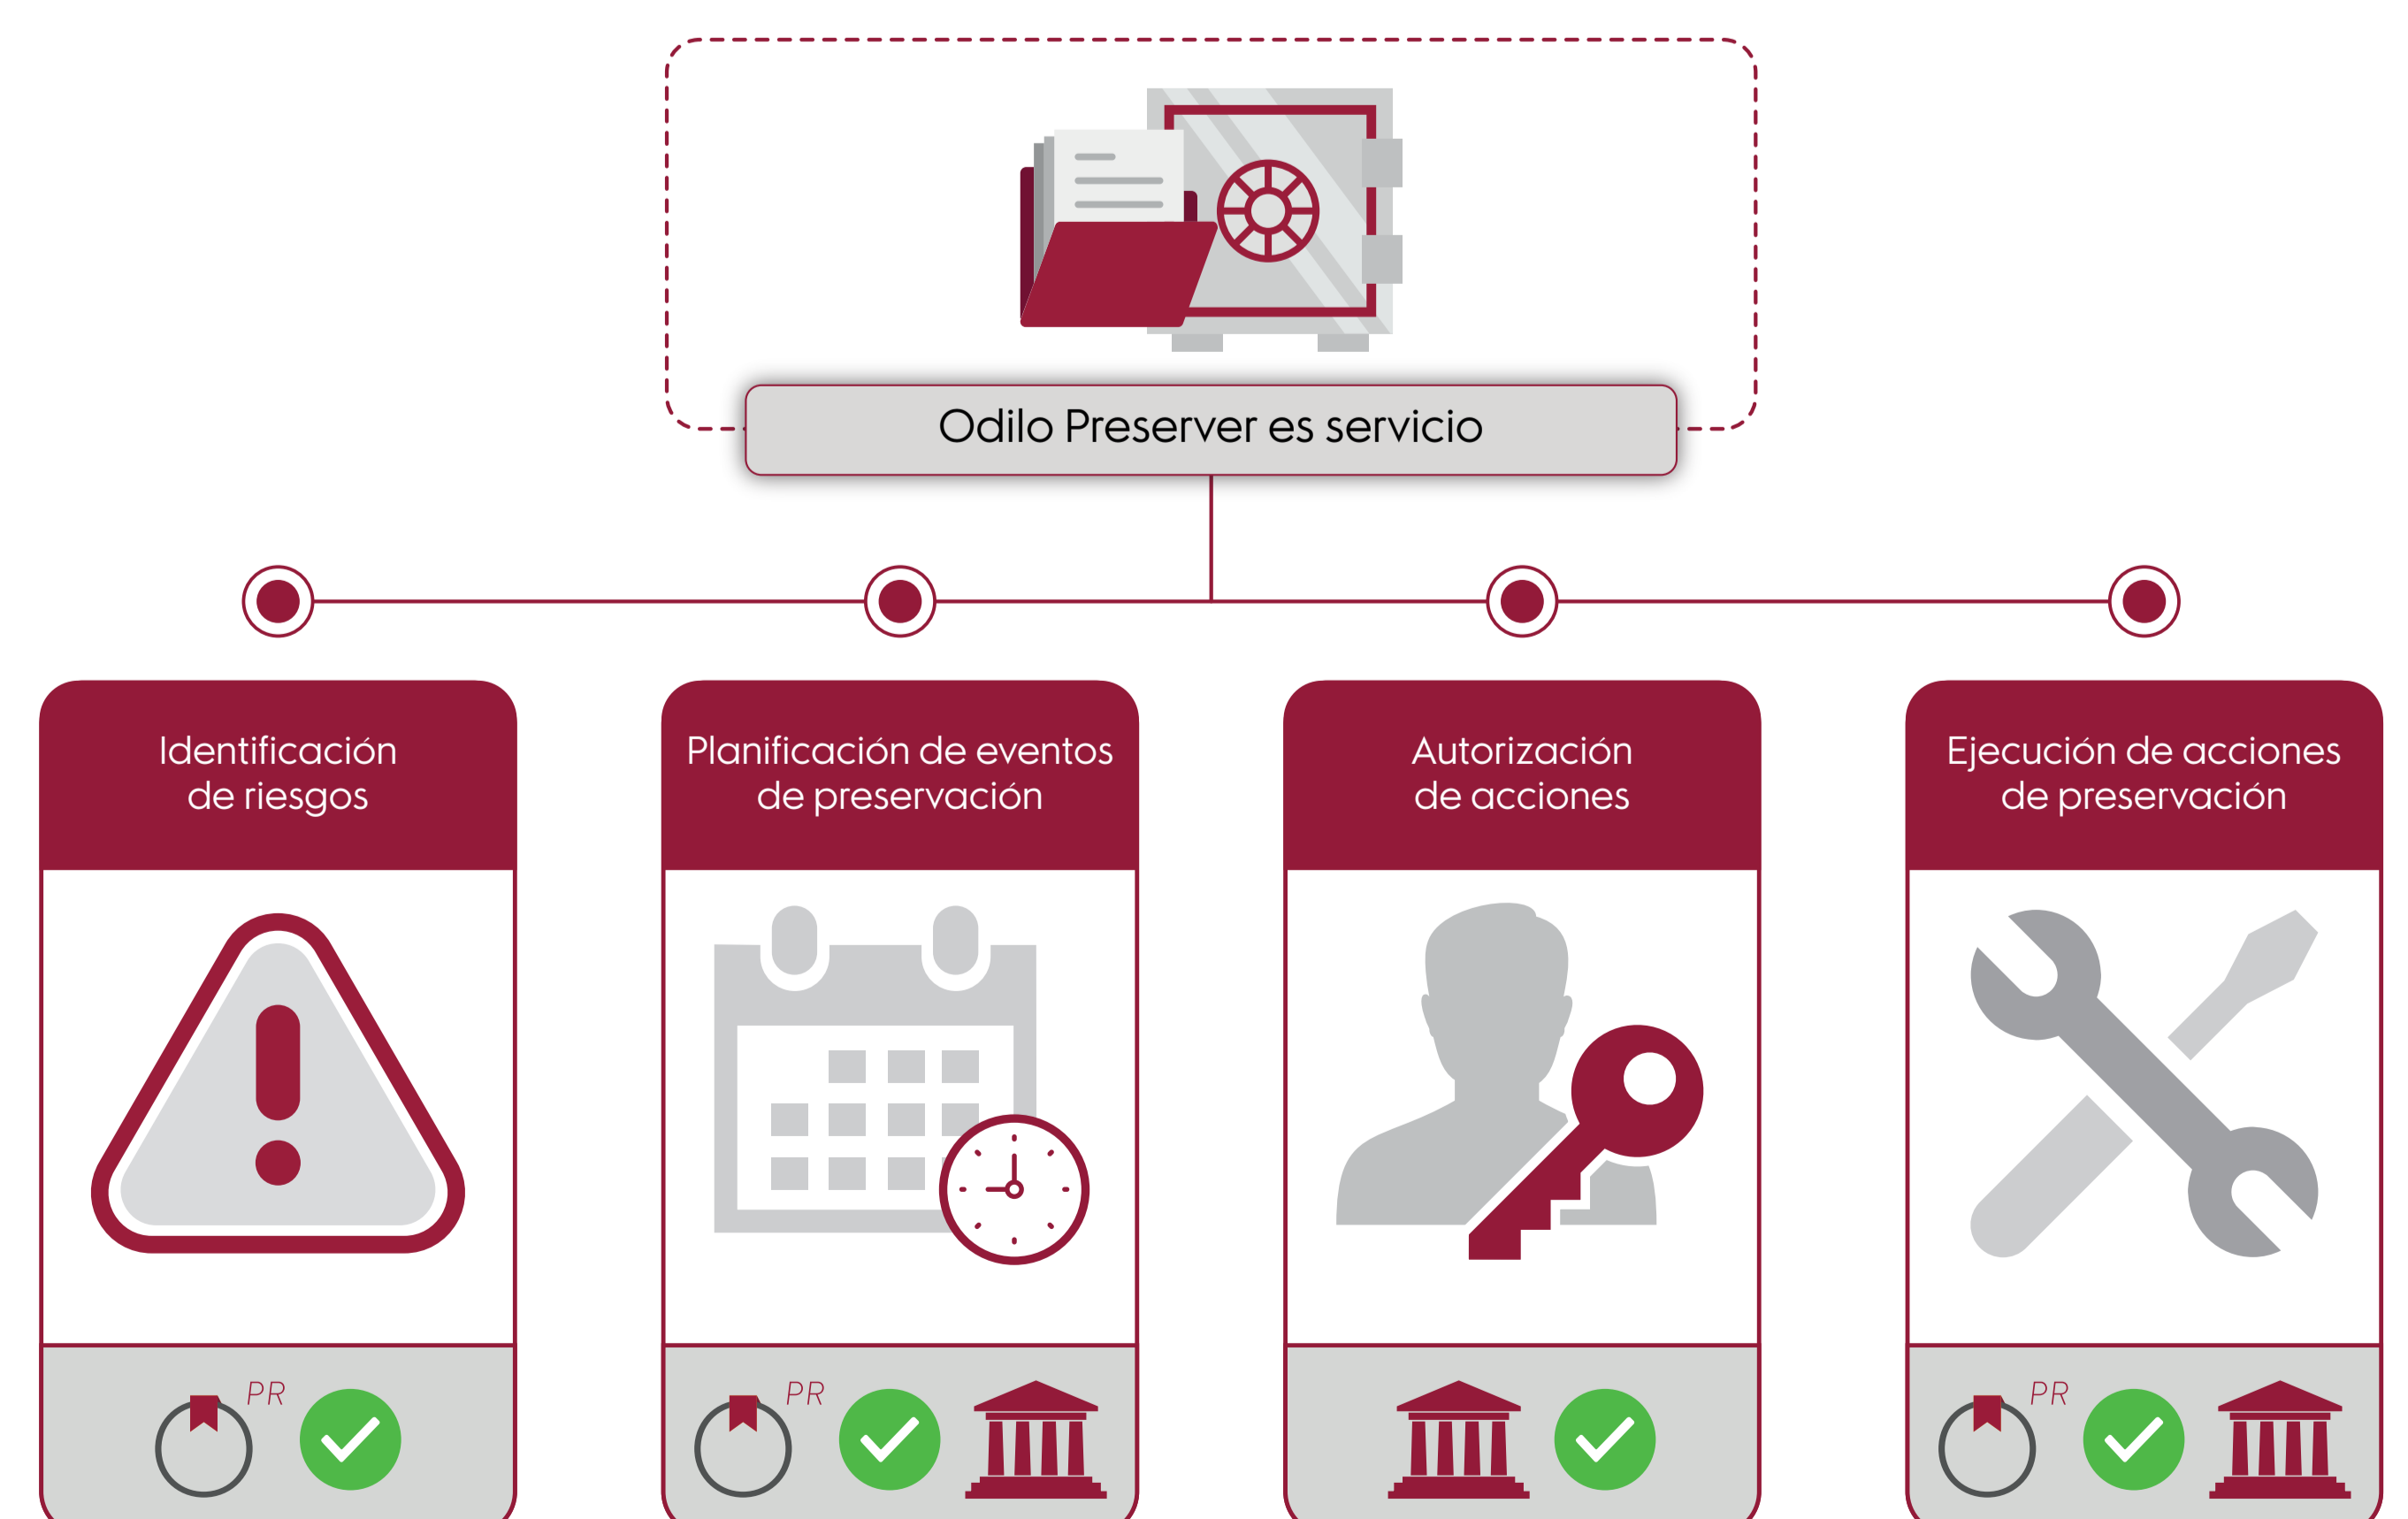 Odilo Preserver es servicio
Identificación
de riesgos
Planificación de eventos
de preservación
Autorización
de acciones
Ejecución de acciones
de preservación
PR
PR
PR